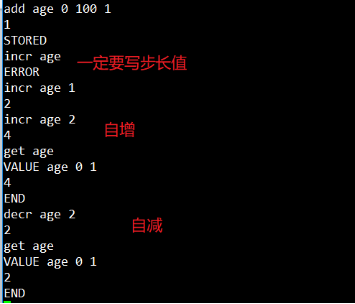 add age 0 100 1
1
STORED
incr age
一定要写步长值
ERROR
incr age 1
2
incr age 2
自增
4
get age
VALUE age 0 1
4
END
decr age 2
自减
2
get age
VALUE age 0 1
2
END